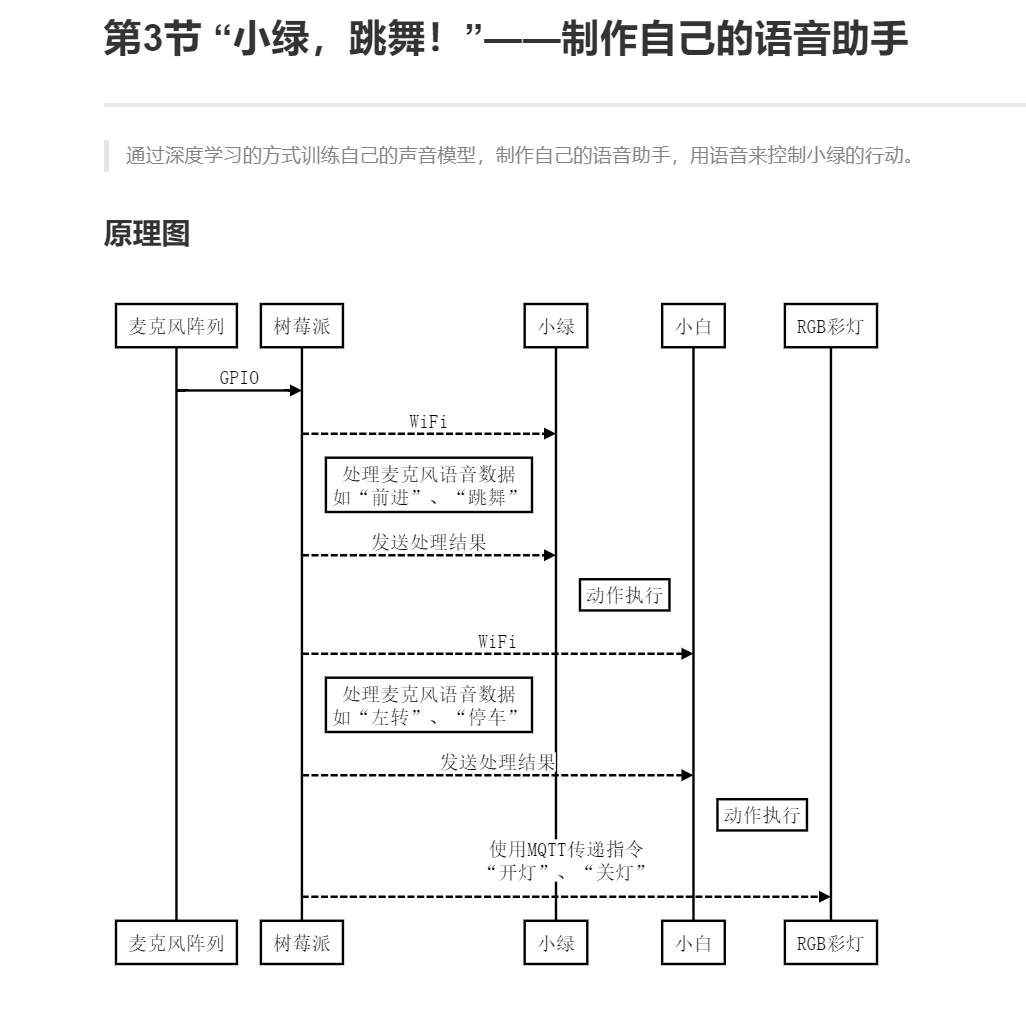 第3节 “小绿，跳舞！”——制作自己的语音助手
通过深度学习的方式训练自己的声音模型，制作自己的语音助手，用语音来控制小绿的行动。
原理图
麦克风阵列
树莓派
小绿
小白
RGB彩灯
GPIO
WiFi
处理麦克风语音数据
如“前进”、“跳舞”
发送处理结果
动作执行
WiFi
处理麦克风语音数据
如“左转”、“停车”
发送处理结果
动作执行
使用MQTT传递指令
“开灯”、“关灯”
麦克风阵列
树莓派
小绿
小白
RGB彩灯